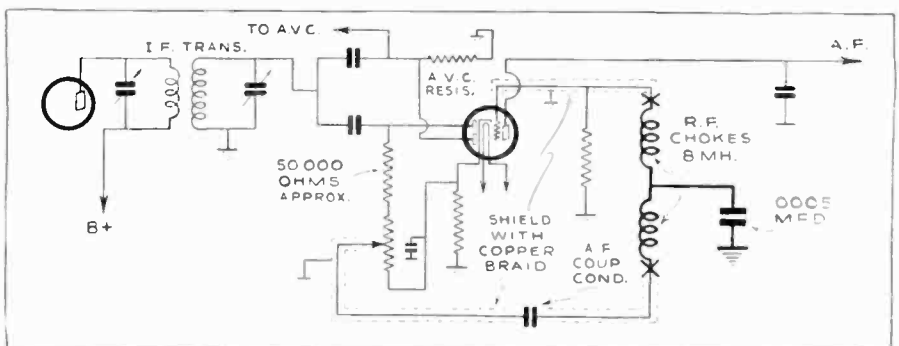 TO A.V.C.
A.F.
I.F. TRANS.
A.V.C.
RESIS.
R.F.
CHOKES
8 MH.
50 000
OHMS
APPROX.
SHIELD
WITH
COPPER
BRAID
A.F.
COUP
COND.
.0005
MFD
B+